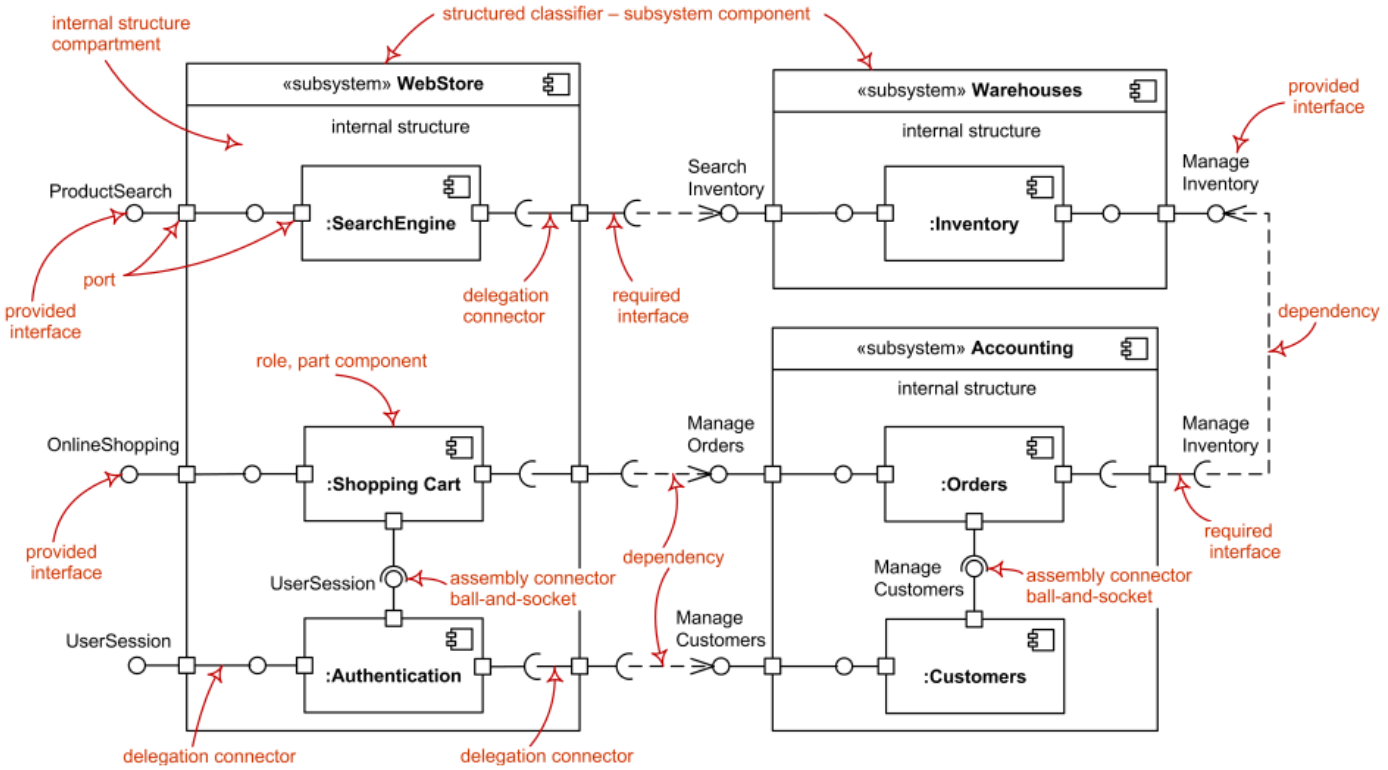 structured classifier – subsystem component
internal structure
compartment
«subsystem» WebStore
«subsystem» Warehouses
provided
interface
internal structure
internal structure
ProductSearch
Search
Inventory
Manage
Inventory
:SearchEngine
:Inventory
port
provided
interface
delegation
connector
required
interface
dependency
«subsystem» Accounting
role, part component
internal structure
OnlineShopping
Manage
Orders
Manage
Inventory
:Shopping Cart
:Orders
provided
interface
dependency
required
interface
UserSession
assembly connector
ball-and-socket
Manage
Customers
assembly connector
ball-and-socket
UserSession
Manage
Customers
:Authentication
:Customers
delegation connector
delegation connector